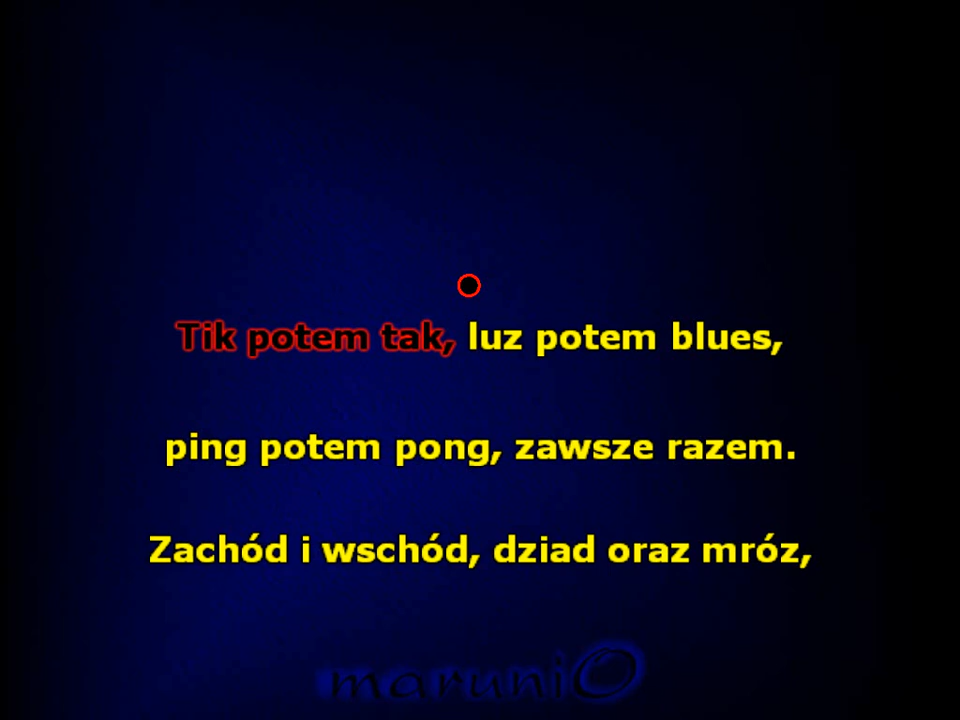 Tik potem tak, luz potem blues,
ping potem pong, zawsze razem.
Zachód i wschód, dziad oraz mróz,
maruniO